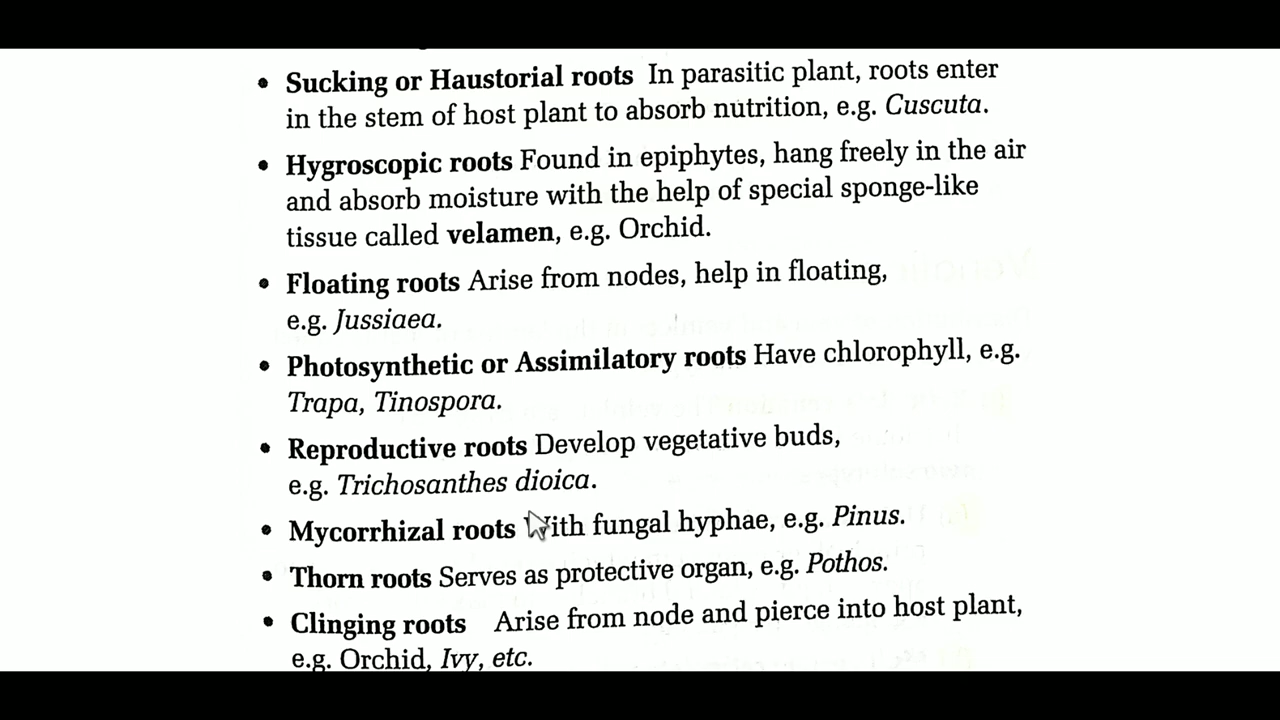 • Sucking or Haustorial roots In parasitic plant, roots enter
in the stem of host plant to absorb nutrition, e.g. Cuscuta.
• Hygroscopic roots Found in epiphytes, hang freely in the air
and absorb moisture with the help of special sponge-like
tissue called velamen, e.g. Orchid.
• Floating roots Arise from nodes, help in floating,
e.g. Jussiaea.
• Photosynthetic or Assimilatory roots Have chlorophyll, e.g.
Trapa, Tinospora.
• Reproductive roots Develop vegetative buds,
e.g. Trichosanthes dioica.
• Mycorrhizal roots With fungal hyphae, e.g. Pinus.
• Thorn roots Serves as protective organ, e.g. Pothos.
• Clinging roots Arise from node and pierce into host plant,
e.g. Orchid, Ivy, etc.